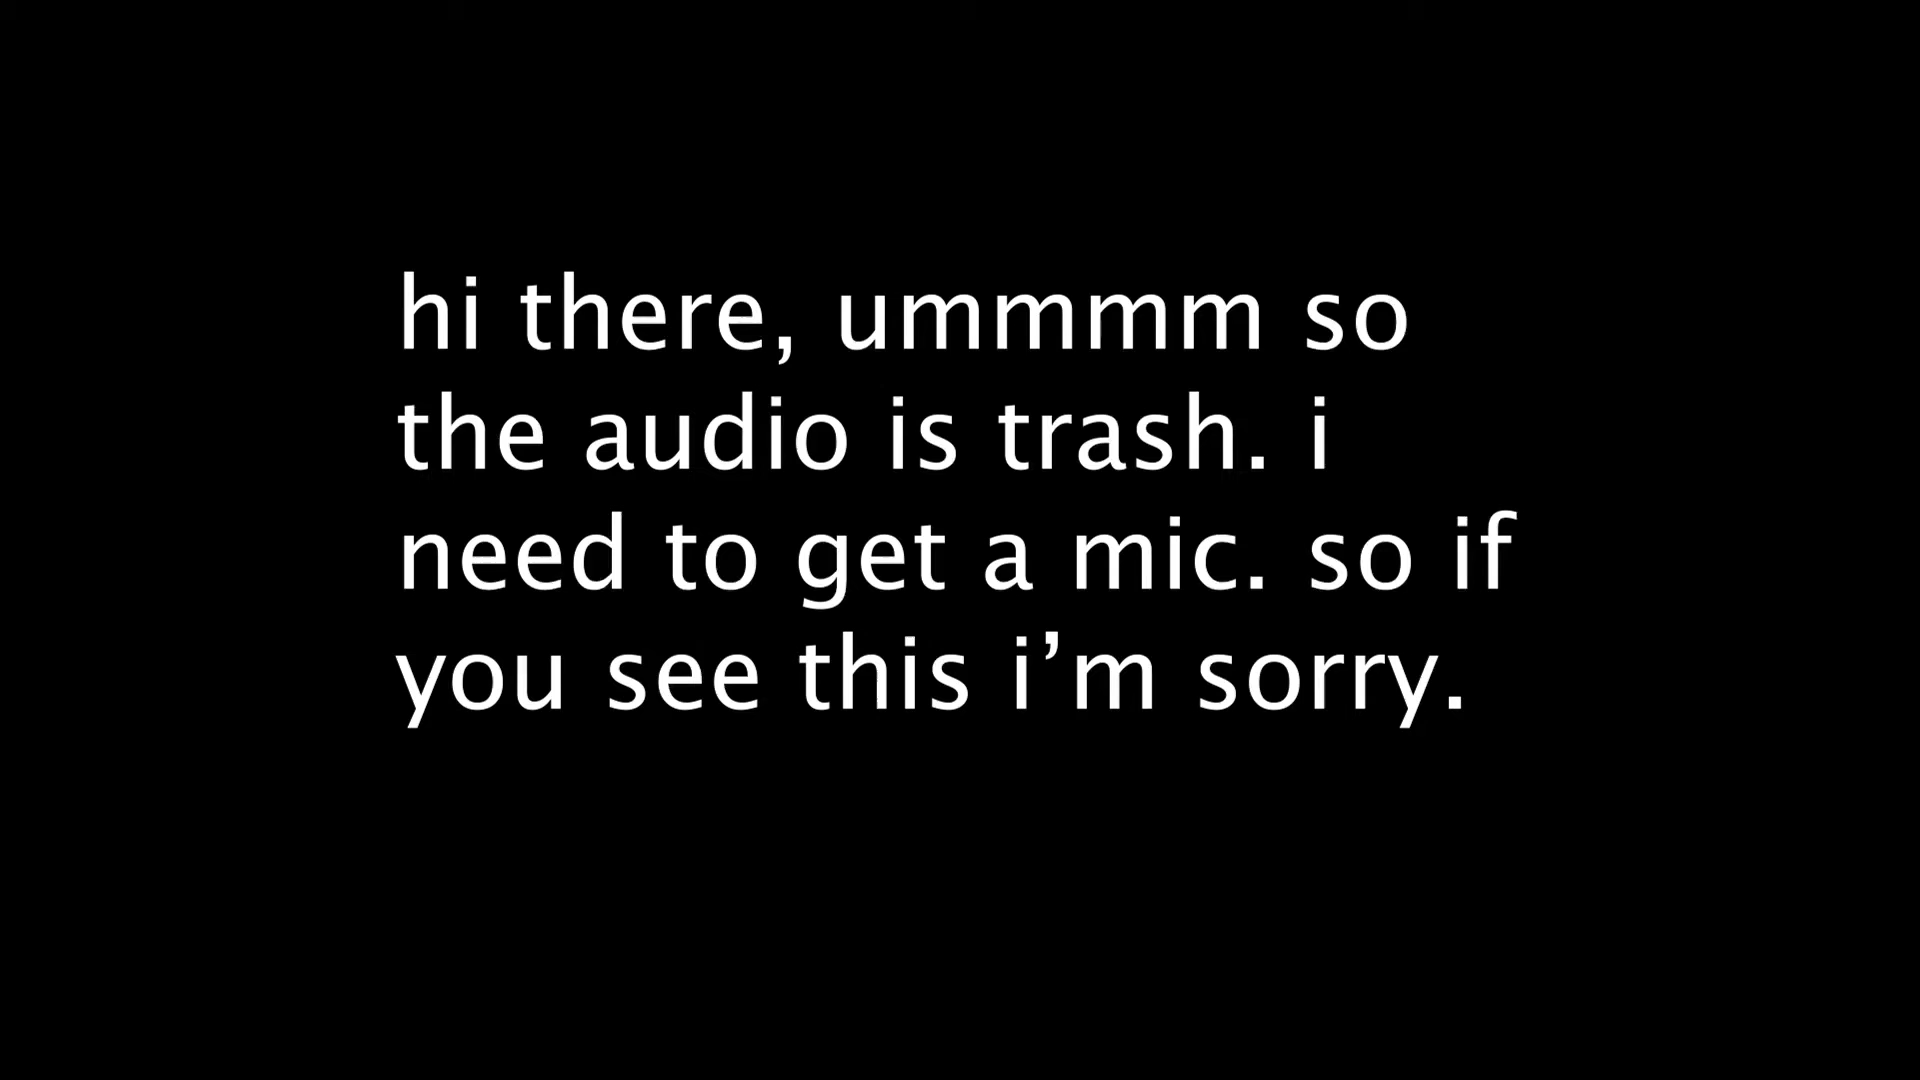 hi there, ummmm so
the audio is trash. i
need to get a mic. so if
you see this i’m sorry.